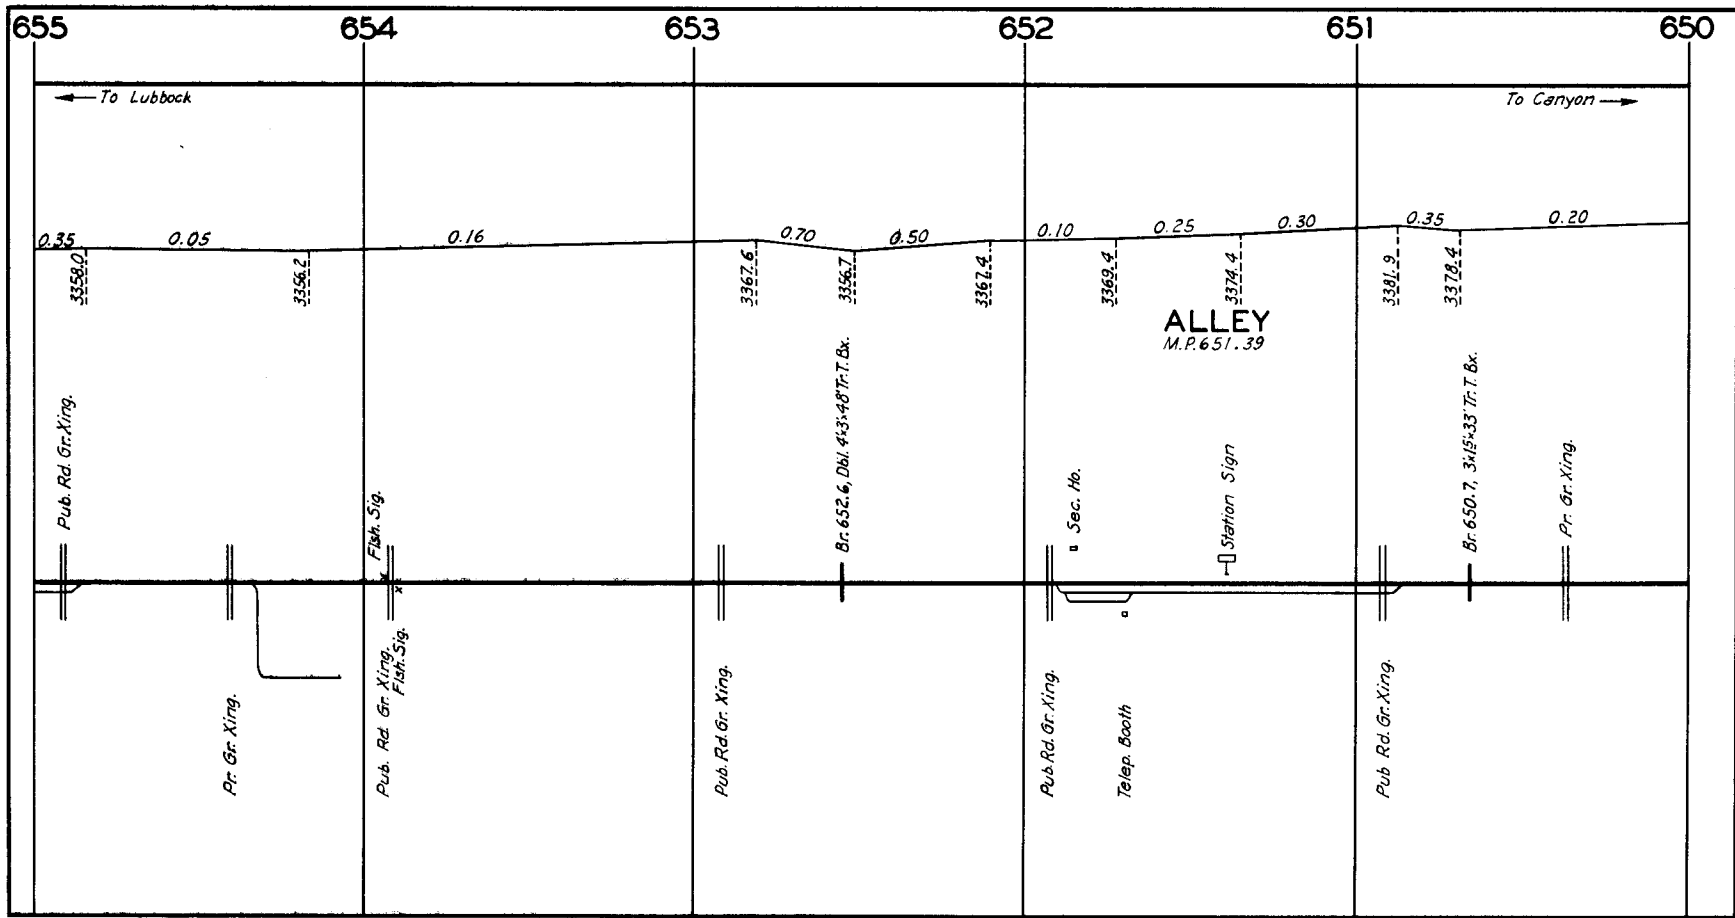 655 654 653 652 651 650
To Lubbock
To Canyon
0.35 0.05 0.16 0.70 0.50 0.10 0.25 0.30 0.35 0.20
3358.0
3356.2
3367.6
3356.7
3367.4
3369.4
3374.4
3381.9
3378.4
ALLEY
M.P. 651.39
Pub. Rd. Gr. Xing.
Flsh. Sig.
Br. 652.6, Dbl. 4'x3'x48' Tr. T. Bx.
Sec. Ho.
Station Sign
Br. 650.7, 3'x1.5'x33' Tr. T. Bx.
Pr. Gr. Xing.
Pr. Gr. Xing.
Pub. Rd. Gr. Xing.
Flsh. Sig.
Pub. Rd. Gr. Xing.
Pub. Rd. Gr. Xing.
Telep. Booth
Pub Rd. Gr. Xing.